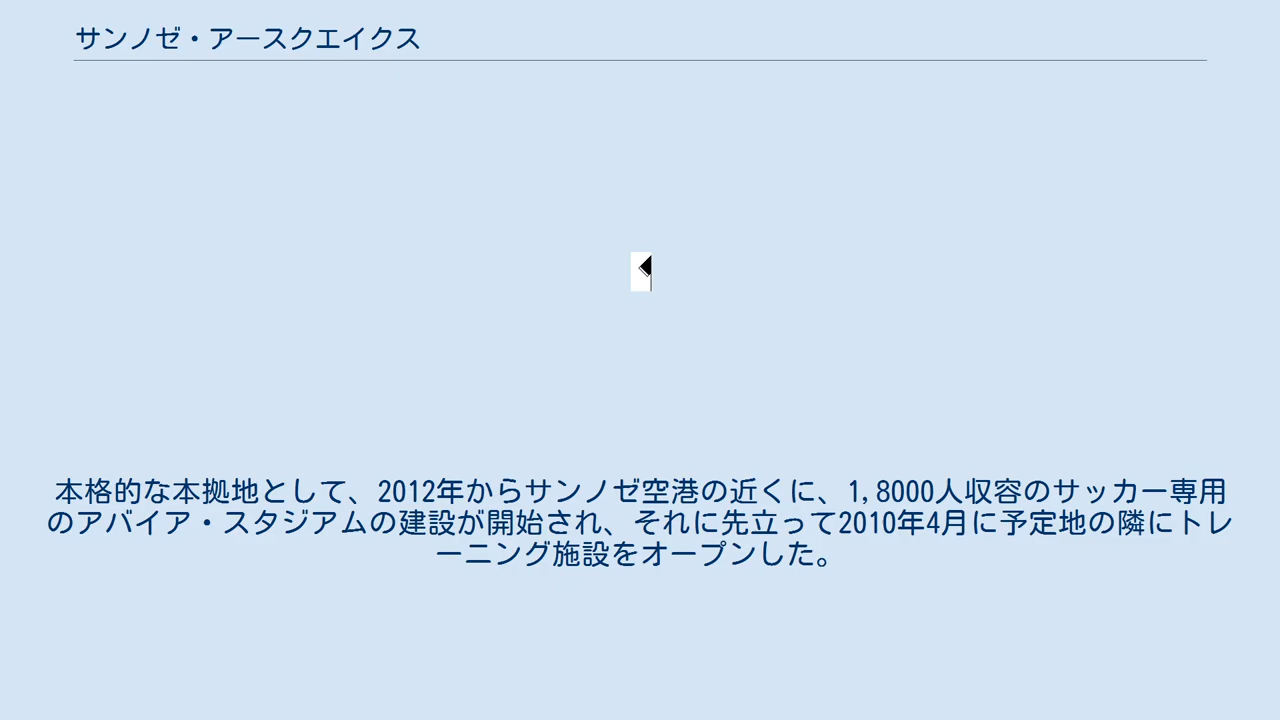 サンノゼ・アースクエイクス
本格的な本拠地として、2012年からサンノゼ空港の近くに、1,8000人収容のサッカー専用
のアバイア・スタジアムの建設が開始され、それに先立って2010年4月に予定地の隣にトレ
ーニング施設をオープンした。